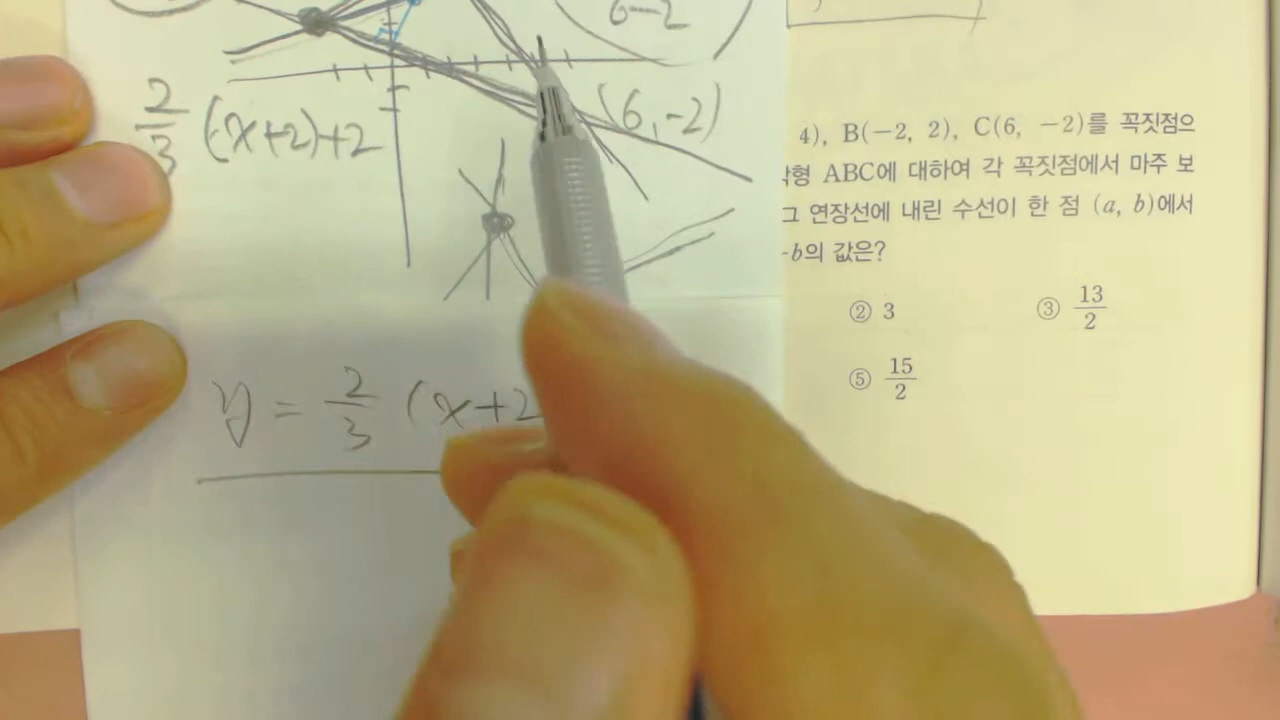 6-2
2/3 (x+2)+2
(6,-2)
4), B(−2, 2), C(6, −2)를 꼭짓점으
형 ABC에 대하여 각 꼭짓점에서 마주 보
그 연장선에 내린 수선이 한 점 (a, b)에서
-b의 값은?
② 3 ③ 13/2
⑤ 15/2
y = 2/3 (x+2